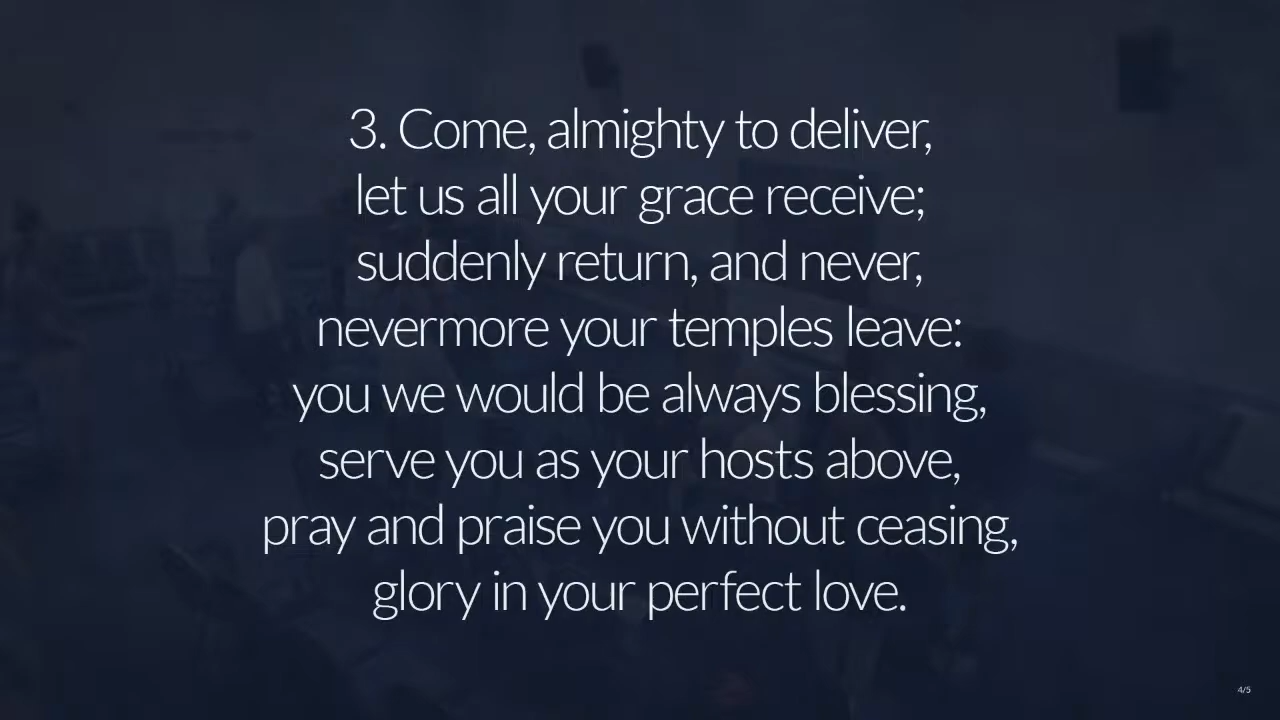 3. Come, almighty to deliver,
let us all your grace receive;
suddenly return, and never,
nevermore your temples leave:
you we would be always blessing,
serve you as your hosts above,
pray and praise you without ceasing,
glory in your perfect love.
4/5